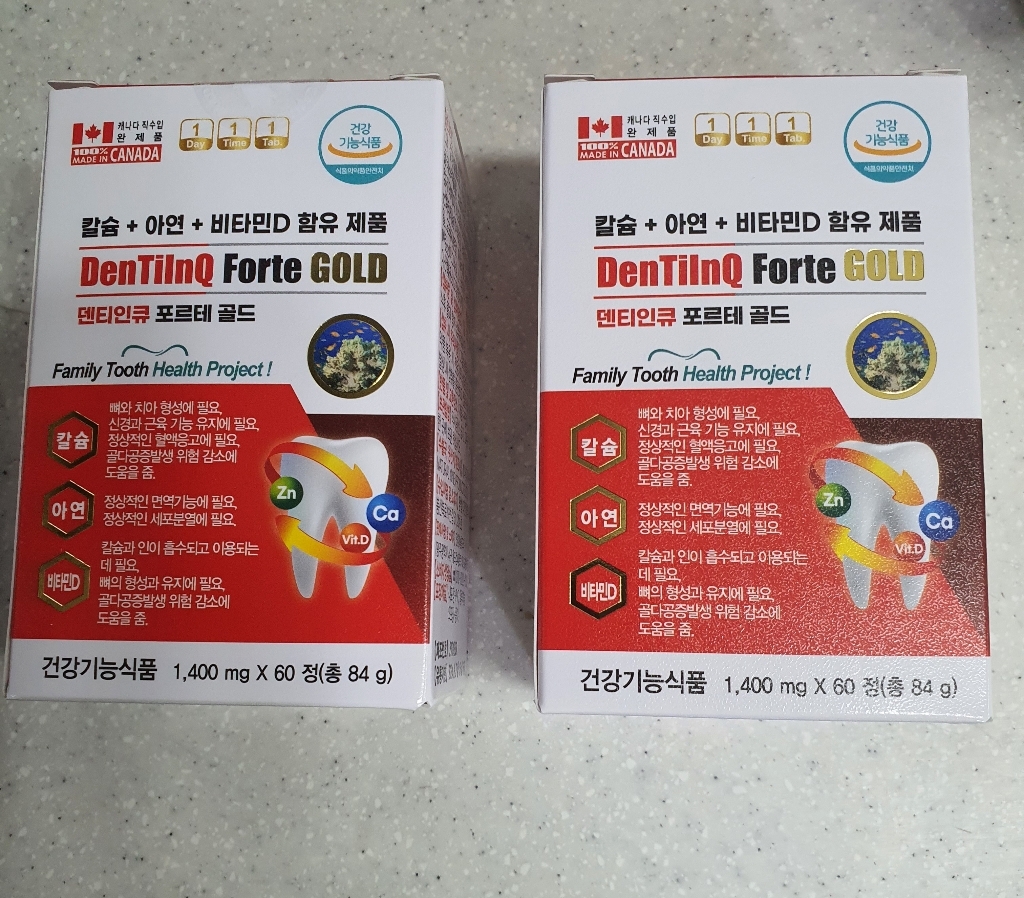 캐나다 직수입
완제품
100%
MADE IN CANADA
1 Day
1 Time
1 Tab.
건강
기능식품
식품의약품안전처
칼슘 + 아연 + 비타민D 함유 제품
DenTiInQ Forte GOLD
덴티인큐 포르테 골드
Family Tooth Health Project !
칼슘
뼈와 치아 형성에 필요,
신경과 근육 기능 유지에 필요,
정상적인 혈액응고에 필요,
골다공증발생 위험 감소에
도움을 줌.
아연
정상적인 면역기능에 필요,
정상적인 세포분열에 필요,
비타민D
칼슘과 인이 흡수되고 이용되는
데 필요,
뼈의 형성과 유지에 필요,
골다공증발생 위험 감소에
도움을 줌.
Zn
Ca
Vit.D
건강기능식품 1,400 mg X 60 정(총 84 g)
캐나다 직수입
완제품
100%
MADE IN CANADA
1 Day
1 Time
1 Tab.
건강
기능식품
식품의약품안전처
칼슘 + 아연 + 비타민D 함유 제품
DenTiInQ Forte GOLD
덴티인큐 포르테 골드
Family Tooth Health Project !
칼슘
뼈와 치아 형성에 필요,
신경과 근육 기능 유지에 필요,
정상적인 혈액응고에 필요,
골다공증발생 위험 감소에
도움을 줌.
아연
정상적인 면역기능에 필요,
정상적인 세포분열에 필요,
비타민D
칼슘과 인이 흡수되고 이용되는
데 필요,
뼈의 형성과 유지에 필요,
골다공증발생 위험 감소에
도움을 줌.
Zn
Ca
Vit.D
건강기능식품 1,400 mg X 60 정(총 84 g)